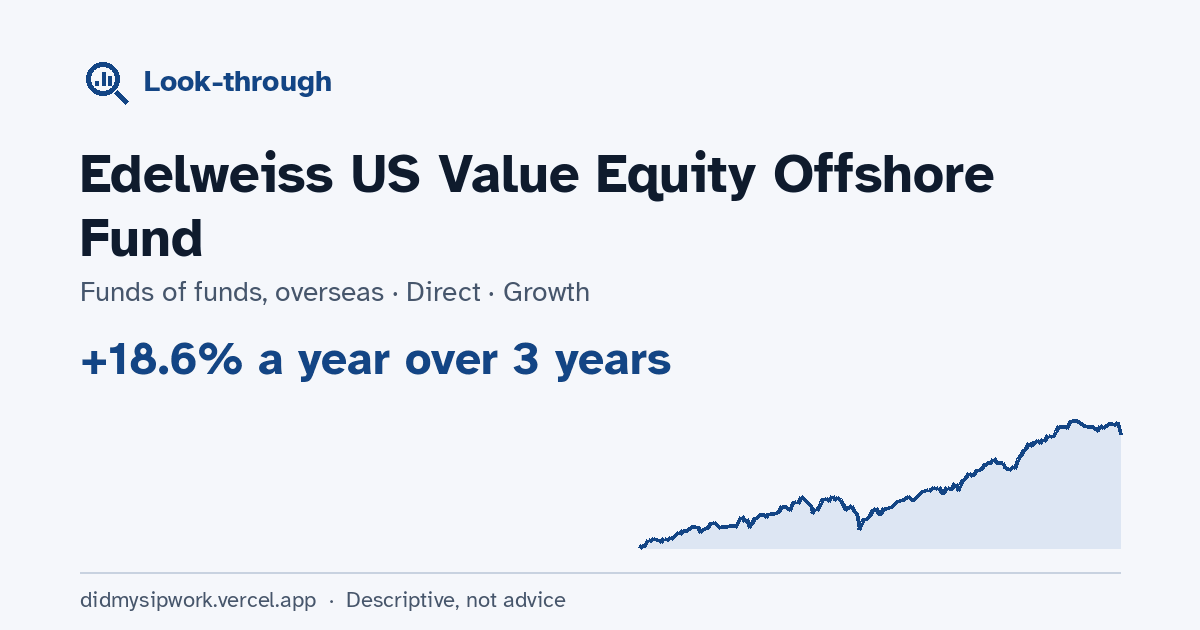 Look-through
Edelweiss US Value Equity Offshore
Fund
Funds of funds, overseas · Direct · Growth
+18.6% a year over 3 years
didmysipwork.vercel.app · Descriptive, not advice